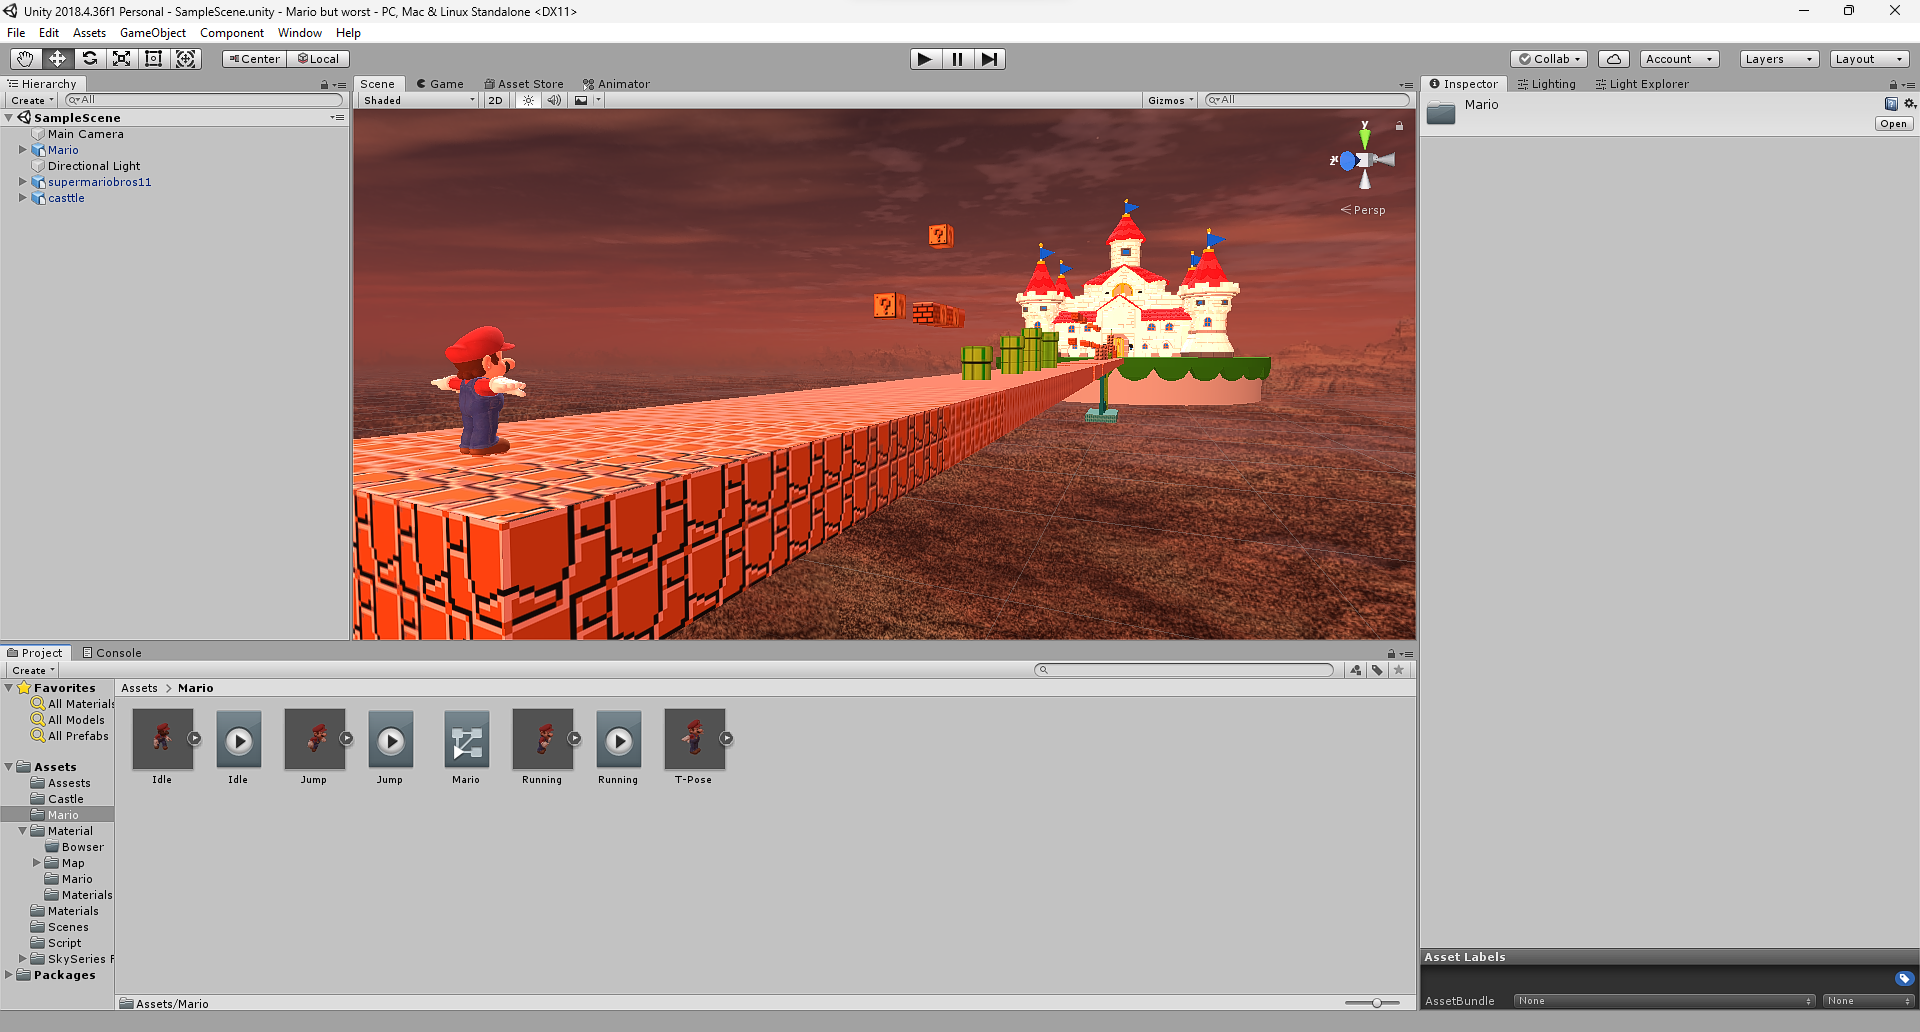 Unity 2018.4.36f1 Personal - SampleScene.unity - Mario but worst - PC, Mac & Linux Standalone <DX11>
File Edit Assets GameObject Component Window Help
Center Local Collab Account Layers Layout
Hierarchy
Create All
SampleScene
Main Camera
Mario
Directional Light
supermariobros11
casttle
Scene Game Asset Store Animator
Shaded 2D Gizmos All
y
z
Persp
Inspector Lighting Light Explorer
Mario
Open
Project Console
Create
Favorites
All Materials
All Models
All Prefabs
Assets
Assests
Castle
Mario
Material
Bowser
Map
Mario
Materials
Materials
Scenes
Script
SkySeries F
Packages
Assets > Mario
Idle Idle Jump Jump Mario Running Running T-Pose
Assets/Mario
Asset Labels
AssetBundle None None